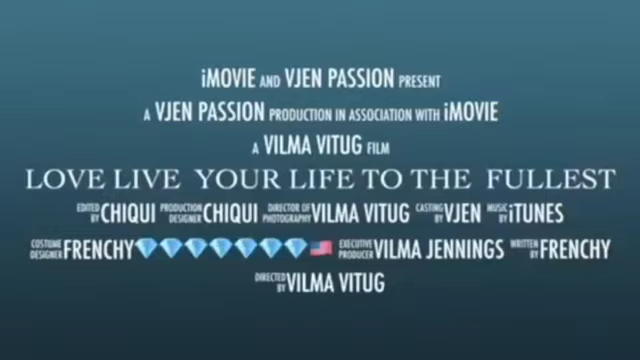 iMOVIE AND VJEN PASSION PRESENT
A VJEN PASSION PRODUCTION IN ASSOCIATION WITH iMOVIE
A VILMA VITUG FILM
LOVE LIVE YOUR LIFE TO THE FULLEST
EDITED BY CHIQUI PRODUCTION DESIGNER CHIQUI DIRECTOR OF PHOTOGRAPHY VILMA VITUG CASTING BY VJEN MUSIC BY iTUNES
COSTUME DESIGNER FRENCHY💎💎💎💎💎💎💎🇺🇸 EXECUTIVE PRODUCER VILMA JENNINGS WRITTEN BY FRENCHY
DIRECTED BY VILMA VITUG